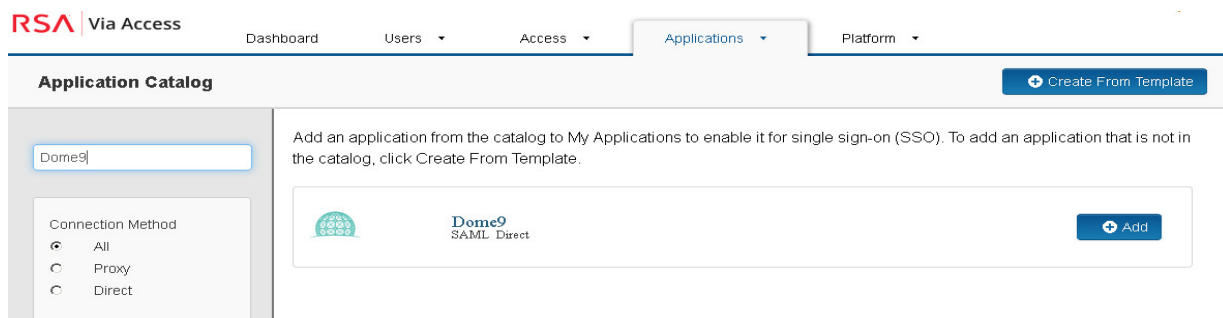 RSA Via Access
Dashboard Users Access Applications Platform
Application Catalog
Create From Template
Dome9
Add an application from the catalog to My Applications to enable it for single sign-on (SSO). To add an application that is not in
the catalog, click Create From Template.
Connection Method
All
Proxy
Direct
Dome9
SAML Direct
Add